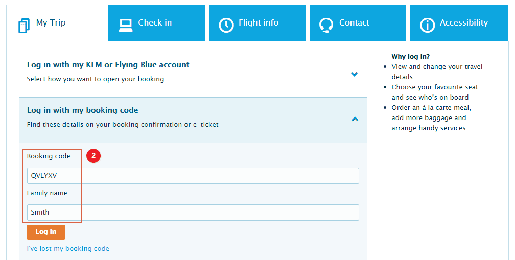 My Trip
Check-in
Flight info
Contact
Accessibility
Log in with my KLM or Flying Blue account
Select how you want to open your booking
Log in with my booking code
Find these details on your booking confirmation or e-ticket
Booking code
2
QVLYXV
Family name
Smith
Log in
I've lost my booking code
Why log in?
View and change your travel
details
Choose your favourite seat
and see who's on board
Order an à la carte meal,
add more baggage and
arrange handy services